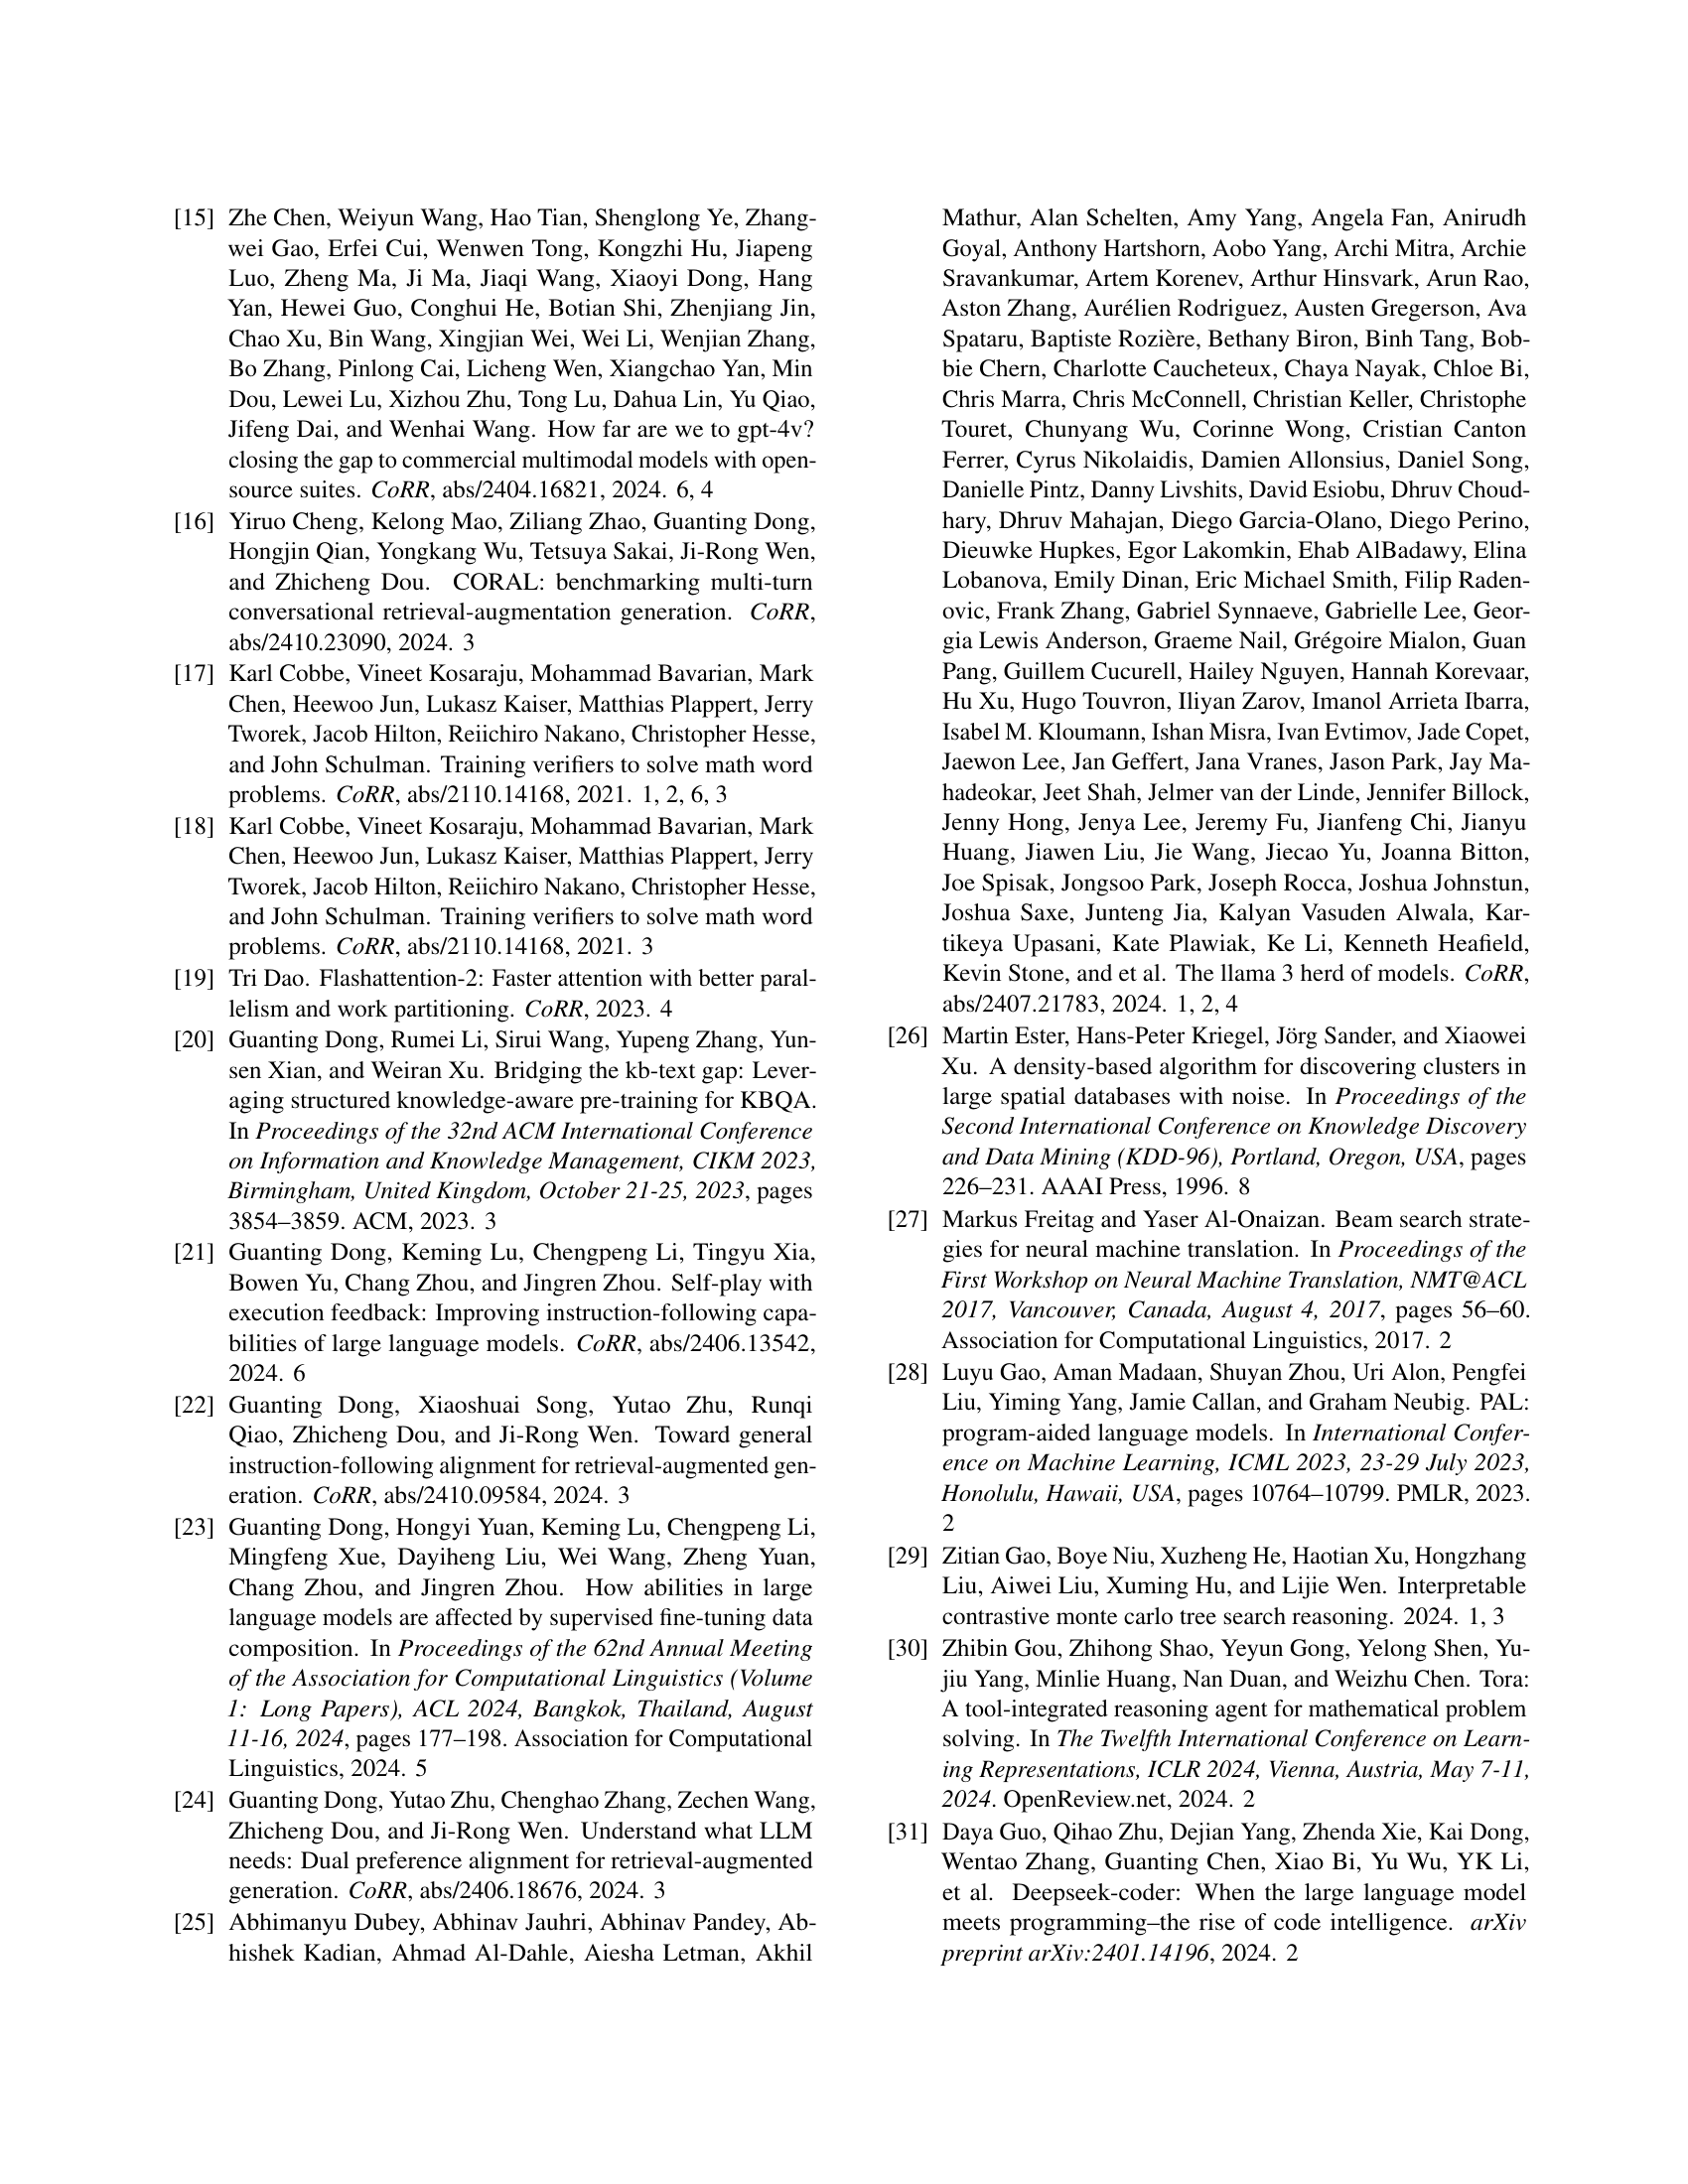 [15] Zhe Chen, Weiyun Wang, Hao Tian, Shenglong Ye, Zhang-
wei Gao, Erfei Cui, Wenwen Tong, Kongzhi Hu, Jiapeng
Luo, Zheng Ma, Ji Ma, Jiaqi Wang, Xiaoyi Dong, Hang
Yan, Hewei Guo, Conghui He, Botian Shi, Zhenjiang Jin,
Chao Xu, Bin Wang, Xingjian Wei, Wei Li, Wenjian Zhang,
Bo Zhang, Pinlong Cai, Licheng Wen, Xiangchao Yan, Min
Dou, Lewei Lu, Xizhou Zhu, Tong Lu, Dahua Lin, Yu Qiao,
Jifeng Dai, and Wenhai Wang. How far are we to gpt-4v?
closing the gap to commercial multimodal models with open-
source suites. CoRR, abs/2404.16821, 2024. 6, 4
[16] Yiruo Cheng, Kelong Mao, Ziliang Zhao, Guanting Dong,
Hongjin Qian, Yongkang Wu, Tetsuya Sakai, Ji-Rong Wen,
and Zhicheng Dou. CORAL: benchmarking multi-turn
conversational retrieval-augmentation generation. CoRR,
abs/2410.23090, 2024. 3
[17] Karl Cobbe, Vineet Kosaraju, Mohammad Bavarian, Mark
Chen, Heewoo Jun, Lukasz Kaiser, Matthias Plappert, Jerry
Tworek, Jacob Hilton, Reiichiro Nakano, Christopher Hesse,
and John Schulman. Training verifiers to solve math word
problems. CoRR, abs/2110.14168, 2021. 1, 2, 6, 3
[18] Karl Cobbe, Vineet Kosaraju, Mohammad Bavarian, Mark
Chen, Heewoo Jun, Lukasz Kaiser, Matthias Plappert, Jerry
Tworek, Jacob Hilton, Reiichiro Nakano, Christopher Hesse,
and John Schulman. Training verifiers to solve math word
problems. CoRR, abs/2110.14168, 2021. 3
[19] Tri Dao. Flashattention-2: Faster attention with better paral-
lelism and work partitioning. CoRR, 2023. 4
[20] Guanting Dong, Rumei Li, Sirui Wang, Yupeng Zhang, Yun-
sen Xian, and Weiran Xu. Bridging the kb-text gap: Lever-
aging structured knowledge-aware pre-training for KBQA.
In Proceedings of the 32nd ACM International Conference
on Information and Knowledge Management, CIKM 2023,
Birmingham, United Kingdom, October 21-25, 2023, pages
3854–3859. ACM, 2023. 3
[21] Guanting Dong, Keming Lu, Chengpeng Li, Tingyu Xia,
Bowen Yu, Chang Zhou, and Jingren Zhou. Self-play with
execution feedback: Improving instruction-following capa-
bilities of large language models. CoRR, abs/2406.13542,
2024. 6
[22] Guanting Dong, Xiaoshuai Song, Yutao Zhu, Runqi
Qiao, Zhicheng Dou, and Ji-Rong Wen. Toward general
instruction-following alignment for retrieval-augmented gen-
eration. CoRR, abs/2410.09584, 2024. 3
[23] Guanting Dong, Hongyi Yuan, Keming Lu, Chengpeng Li,
Mingfeng Xue, Dayiheng Liu, Wei Wang, Zheng Yuan,
Chang Zhou, and Jingren Zhou. How abilities in large
language models are affected by supervised fine-tuning data
composition. In Proceedings of the 62nd Annual Meeting
of the Association for Computational Linguistics (Volume
1: Long Papers), ACL 2024, Bangkok, Thailand, August
11-16, 2024, pages 177–198. Association for Computational
Linguistics, 2024. 5
[24] Guanting Dong, Yutao Zhu, Chenghao Zhang, Zechen Wang,
Zhicheng Dou, and Ji-Rong Wen. Understand what LLM
needs: Dual preference alignment for retrieval-augmented
generation. CoRR, abs/2406.18676, 2024. 3
[25] Abhimanyu Dubey, Abhinav Jauhri, Abhinav Pandey, Ab-
hishek Kadian, Ahmad Al-Dahle, Aiesha Letman, Akhil
Mathur, Alan Schelten, Amy Yang, Angela Fan, Anirudh
Goyal, Anthony Hartshorn, Aobo Yang, Archi Mitra, Archie
Sravankumar, Artem Korenev, Arthur Hinsvark, Arun Rao,
Aston Zhang, Aurélien Rodriguez, Austen Gregerson, Ava
Spataru, Baptiste Rozière, Bethany Biron, Binh Tang, Bob-
bie Chern, Charlotte Caucheteux, Chaya Nayak, Chloe Bi,
Chris Marra, Chris McConnell, Christian Keller, Christophe
Touret, Chunyang Wu, Corinne Wong, Cristian Canton
Ferrer, Cyrus Nikolaidis, Damien Allonsius, Daniel Song,
Danielle Pintz, Danny Livshits, David Esiobu, Dhruv Choud-
hary, Dhruv Mahajan, Diego Garcia-Olano, Diego Perino,
Dieuwke Hupkes, Egor Lakomkin, Ehab AlBadawy, Elina
Lobanova, Emily Dinan, Eric Michael Smith, Filip Raden-
ovic, Frank Zhang, Gabriel Synnaeve, Gabrielle Lee, Geor-
gia Lewis Anderson, Graeme Nail, Grégoire Mialon, Guan
Pang, Guillem Cucurell, Hailey Nguyen, Hannah Korevaar,
Hu Xu, Hugo Touvron, Iliyan Zarov, Imanol Arrieta Ibarra,
Isabel M. Kloumann, Ishan Misra, Ivan Evtimov, Jade Copet,
Jaewon Lee, Jan Geffert, Jana Vranes, Jason Park, Jay Ma-
hadeokar, Jeet Shah, Jelmer van der Linde, Jennifer Billock,
Jenny Hong, Jenya Lee, Jeremy Fu, Jianfeng Chi, Jianyu
Huang, Jiawen Liu, Jie Wang, Jiecao Yu, Joanna Bitton,
Joe Spisak, Jongsoo Park, Joseph Rocca, Joshua Johnstun,
Joshua Saxe, Junteng Jia, Kalyan Vasuden Alwala, Kar-
tikeya Upasani, Kate Plawiak, Ke Li, Kenneth Heafield,
Kevin Stone, and et al. The llama 3 herd of models. CoRR,
abs/2407.21783, 2024. 1, 2, 4
[26] Martin Ester, Hans-Peter Kriegel, Jörg Sander, and Xiaowei
Xu. A density-based algorithm for discovering clusters in
large spatial databases with noise. In Proceedings of the
Second International Conference on Knowledge Discovery
and Data Mining (KDD-96), Portland, Oregon, USA, pages
226–231. AAAI Press, 1996. 8
[27] Markus Freitag and Yaser Al-Onaizan. Beam search strate-
gies for neural machine translation. In Proceedings of the
First Workshop on Neural Machine Translation, NMT@ACL
2017, Vancouver, Canada, August 4, 2017, pages 56–60.
Association for Computational Linguistics, 2017. 2
[28] Luyu Gao, Aman Madaan, Shuyan Zhou, Uri Alon, Pengfei
Liu, Yiming Yang, Jamie Callan, and Graham Neubig. PAL:
program-aided language models. In International Confer-
ence on Machine Learning, ICML 2023, 23-29 July 2023,
Honolulu, Hawaii, USA, pages 10764–10799. PMLR, 2023.
2
[29] Zitian Gao, Boye Niu, Xuzheng He, Haotian Xu, Hongzhang
Liu, Aiwei Liu, Xuming Hu, and Lijie Wen. Interpretable
contrastive monte carlo tree search reasoning. 2024. 1, 3
[30] Zhibin Gou, Zhihong Shao, Yeyun Gong, Yelong Shen, Yu-
jiu Yang, Minlie Huang, Nan Duan, and Weizhu Chen. Tora:
A tool-integrated reasoning agent for mathematical problem
solving. In The Twelfth International Conference on Learn-
ing Representations, ICLR 2024, Vienna, Austria, May 7-11,
2024. OpenReview.net, 2024. 2
[31] Daya Guo, Qihao Zhu, Dejian Yang, Zhenda Xie, Kai Dong,
Wentao Zhang, Guanting Chen, Xiao Bi, Yu Wu, YK Li,
et al. Deepseek-coder: When the large language model
meets programming–the rise of code intelligence. arXiv
preprint arXiv:2401.14196, 2024. 2